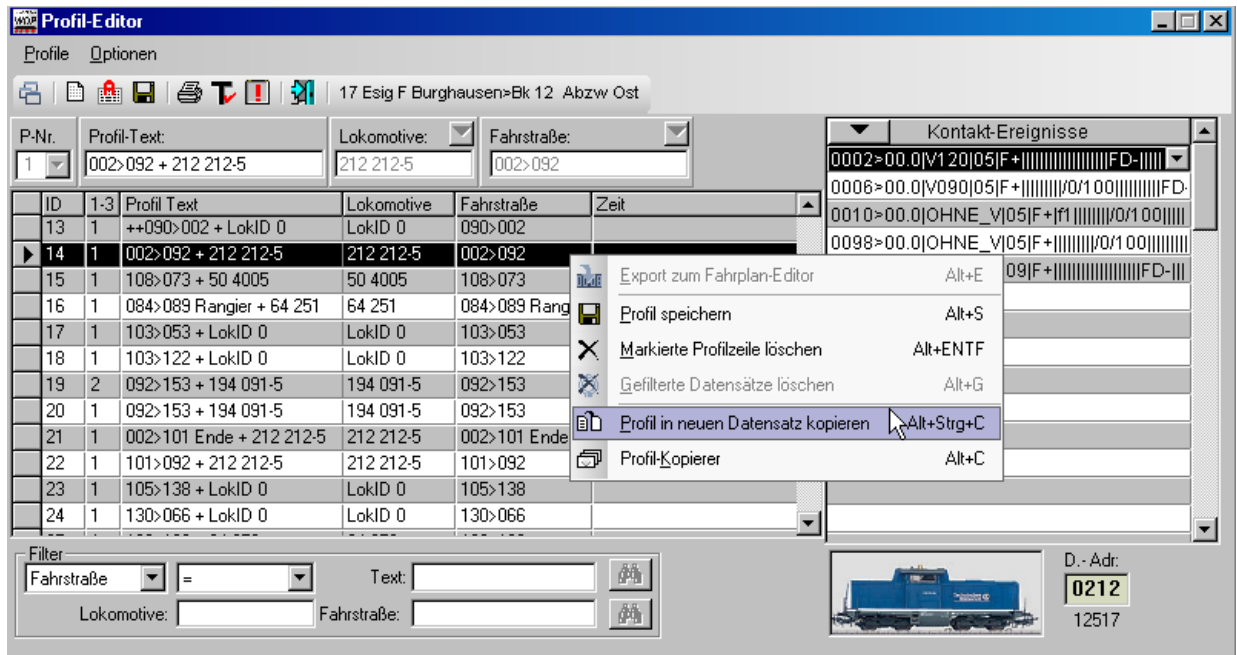 WDP Profil-Editor
Profile Optionen
17 Esig F Burghausen>Bk 12 Abzw Ost
P-Nr. Profil-Text: Lokomotive: Fahrstraße:
1 002>092 + 212 212-5 212 212-5 002>092
Kontakt-Ereignisse
0002>00.0|V120|05|F+||||||||||||||||||FD-|||||
0006>00.0|V090|05|F+|||||||||/0/100||||||||||FD-
0010>00.0|OHNE_V|05|F+|f1||||||||/0/100|||||
0098>00.0|OHNE_V|05|F+|||||||||/0/100|||||||||
09|F+||||||||||||||||||FD-|||
ID 1-3 Profil Text Lokomotive Fahrstraße Zeit
13 1 ++090>002 + LokID 0 LokID 0 090>002
14 1 002>092 + 212 212-5 212 212-5 002>092
15 1 108>073 + 50 4005 50 4005 108>073
16 1 084>089 Rangier + 64 251 64 251 084>089 Rang
17 1 103>053 + LokID 0 LokID 0 103>053
18 1 103>122 + LokID 0 LokID 0 103>122
19 2 092>153 + 194 091-5 194 091-5 092>153
20 1 092>153 + 194 091-5 194 091-5 092>153
21 1 002>101 Ende + 212 212-5 212 212-5 002>101 Ende
22 1 101>092 + 212 212-5 212 212-5 101>092
23 1 105>138 + LokID 0 LokID 0 105>138
24 1 130>066 + LokID 0 LokID 0 130>066
Export zum Fahrplan-Editor Alt+E
Profil speichern Alt+S
Markierte Profilzeile löschen Alt+ENTF
Gefilterte Datensätze löschen Alt+G
Profil in neuen Datensatz kopieren Alt+Strg+C
Profil-Kopierer Alt+C
Filter
Fahrstraße = Text:
Lokomotive: Fahrstraße:
D.- Adr:
0212
12517